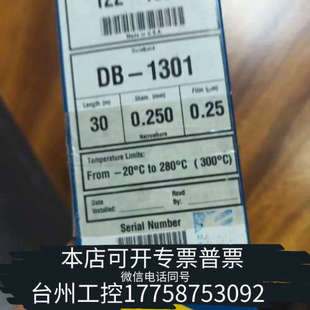 Made in U.S.A.
DB-1301
Length (m)
Diam. (mm)
Film (µm)
30
0.250
0.25
Narrowbore
Temperature Limits:
From -20°C to 280°C (300°C)
Date
Installed:
Read
By:
Serial Number
本店可开专票普票
微信电话同号
台州工控17758753092